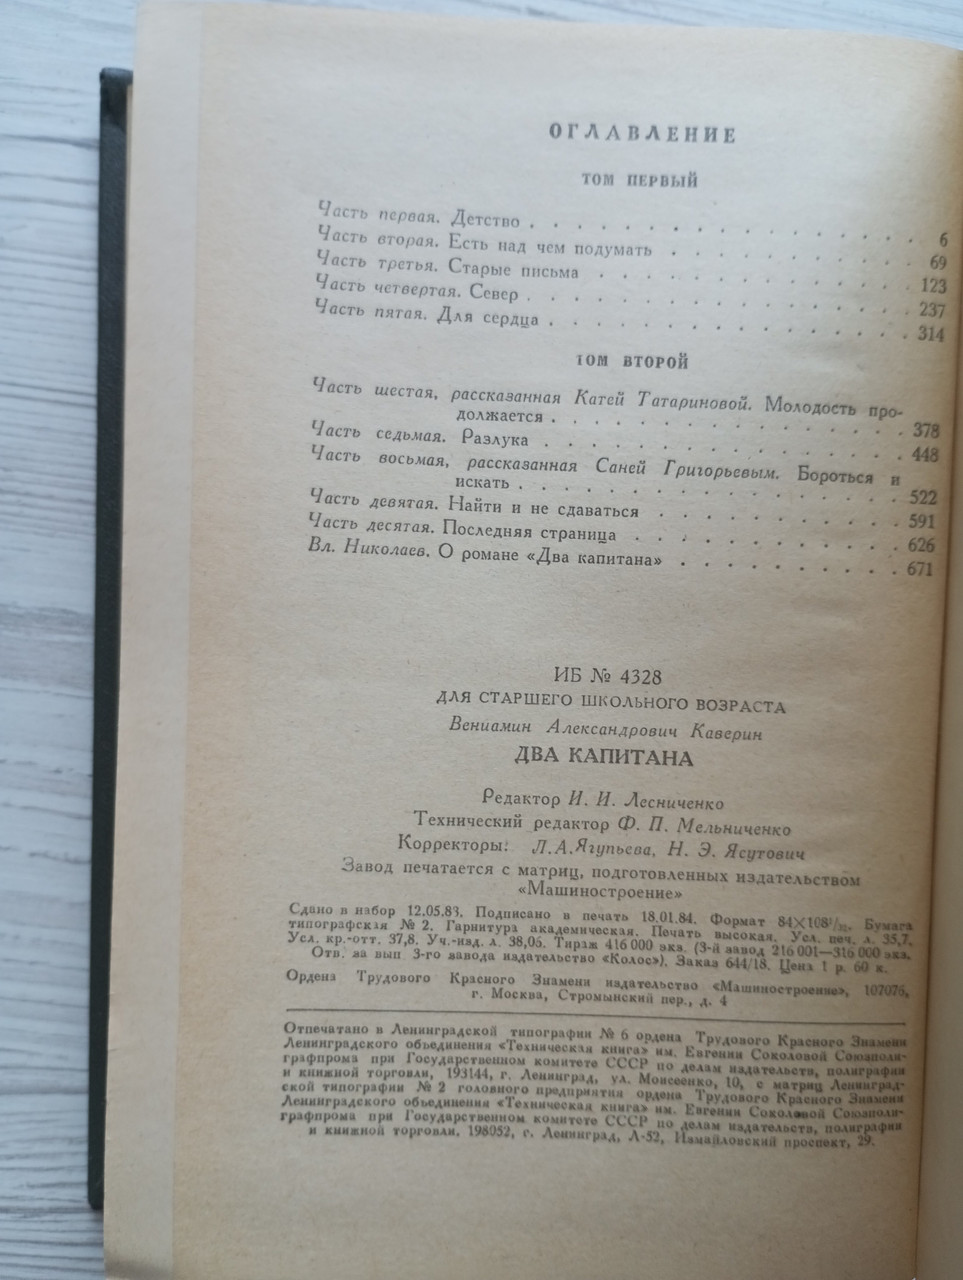 ОГЛАВЛЕНИЕ
ТОМ ПЕРВЫЙ
Часть первая. Детство . . . . . . . . . . . . . . . . 6
Часть вторая. Есть над чем подумать . . . . . . . . . . 69
Часть третья. Старые письма . . . . . . . . . . . . . 123
Часть четвертая. Север . . . . . . . . . . . . . . . . 237
Часть пятая. Для сердца . . . . . . . . . . . . . . . 314
ТОМ ВТОРОЙ
Часть шестая, рассказанная Катей Татариновой. Молодость про-
должается . . . . . . . . . . . . . . . 378
Часть седьмая. Разлука . . . . . . . . . . . . . . . 448
Часть восьмая, рассказанная Саней Григорьевым. Бороться и
искать . . . . . . . . . . . . . . . . 522
Часть девятая. Найти и не сдаваться . . . . . . . . . . 591
Часть десятая. Последняя страница . . . . . . . . . . . 626
Вл. Николаев. О романе «Два капитана» . . . . . . . . . 671
ИБ № 4328
ДЛЯ СТАРШЕГО ШКОЛЬНОГО ВОЗРАСТА
Вениамин Александрович Каверин
ДВА КАПИТАНА
Редактор И. И. Лесниченко
Технический редактор Ф. П. Мельниченко
Корректоры: Л.А.Ягупьева, Н. Э. Ясутович
Завод печатается с матриц, подготовленных издательством
«Машиностроение»
Сдано в набор 12.05.83. Подписано в печать 18.01.84. Формат 84×108¹/₃₂. Бумага
типографская № 2. Гарнитура академическая. Печать высокая. Усл. печ. л. 35,7.
Усл. кр.-отт. 37,8. Уч.-изд. л. 38,05. Тираж 416 000 экз. (3-й завод 216 001—316 000 экз.
Отв. за вып. 3-го завода издательство «Колос»). Заказ 644/18. Цена 1 р. 60 к.
Ордена Трудового Красного Знамени издательство «Машиностроение», 107076,
г. Москва, Стромынский пер., д. 4
Отпечатано в Ленинградской типографии № 6 ордена Трудового Красного Знамени
Ленинградского объединения «Техническая книга» им. Евгении Соколовой Союзполи-
графпрома при Государственном комитете СССР по делам издательств, полиграфии
и книжной торговли, 193144, г. Ленинград, ул. Моисеенко, 10, с матриц Ленинград-
ской типографии № 2 головного предприятия ордена Трудового Красного Знамени
Ленинградского объединения «Техническая книга» им. Евгении Соколовой Союзполи-
графпрома при Государственном комитете СССР по делам издательств, полиграфии
и книжной торговли. 198052, г. Ленинград, Л-52, Измайловский проспект, 29.